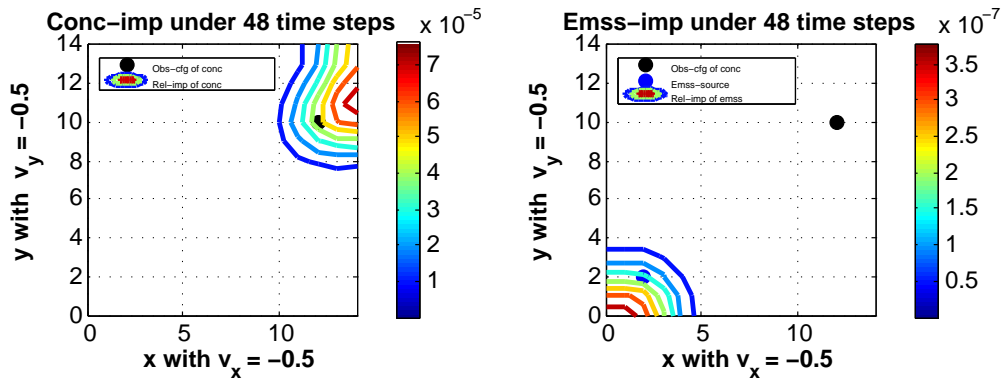 Conc−imp under 48 time steps
x 10⁻⁵
Obs−cfg of conc
Rel−imp of conc
y with v_y = −0.5
14
12
10
8
6
4
2
0
0
5
10
x with v_x = −0.5
7
6
5
4
3
2
1
Emss−imp under 48 time steps
x 10⁻⁷
Obs−cfg of conc
Emss−source
Rel−imp of emss
y with v_y = −0.5
14
12
10
8
6
4
2
0
0
5
10
x with v_x = −0.5
3.5
3
2.5
2
1.5
1
0.5